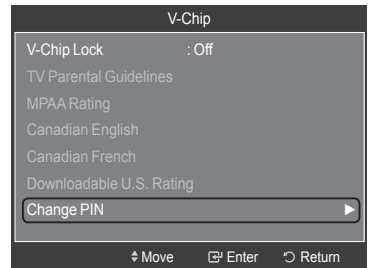 V-Chip
V-Chip Lock : Off
TV Parental Guidelines
MPAA Rating
Canadian English
Canadian French
Downloadable U.S. Rating
Change PIN
Move Enter Return